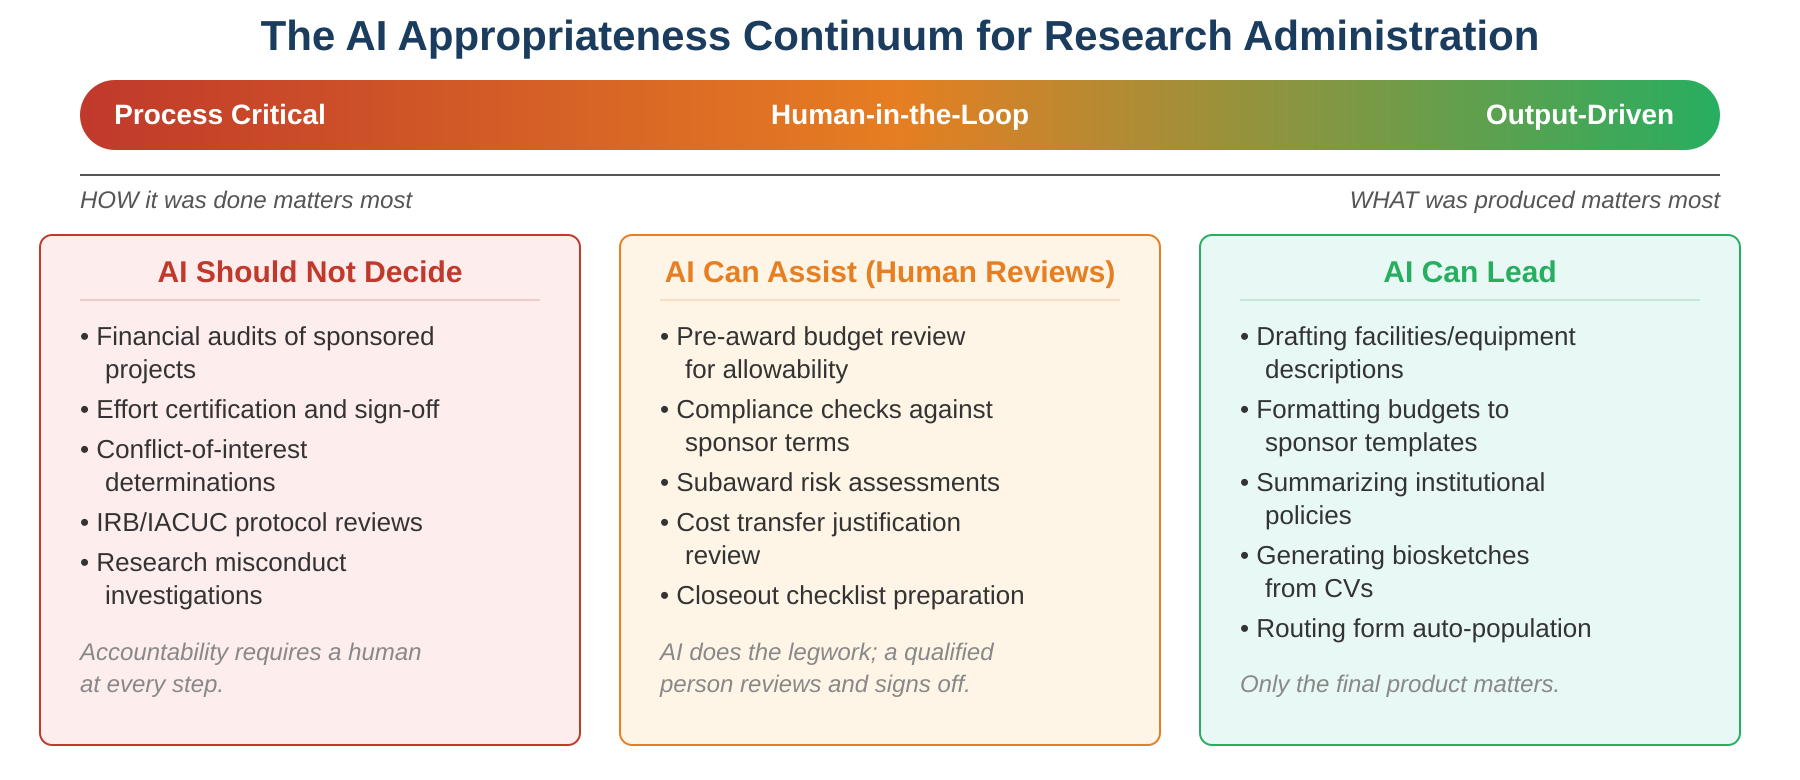 The AI Appropriateness Continuum for Research Administration
Process Critical
Human-in-the-Loop
Output-Driven
HOW it was done matters most
WHAT was produced matters most
AI Should Not Decide
• Financial audits of sponsored
projects
• Effort certification and sign-off
• Conflict-of-interest
determinations
• IRB/IACUC protocol reviews
• Research misconduct
investigations
Accountability requires a human
at every step.
AI Can Assist (Human Reviews)
• Pre-award budget review
for allowability
• Compliance checks against
sponsor terms
• Subaward risk assessments
• Cost transfer justification
review
• Closeout checklist preparation
AI does the legwork; a qualified
person reviews and signs off.
AI Can Lead
• Drafting facilities/equipment
descriptions
• Formatting budgets to
sponsor templates
• Summarizing institutional
policies
• Generating biosketches
from CVs
• Routing form auto-population
Only the final product matters.